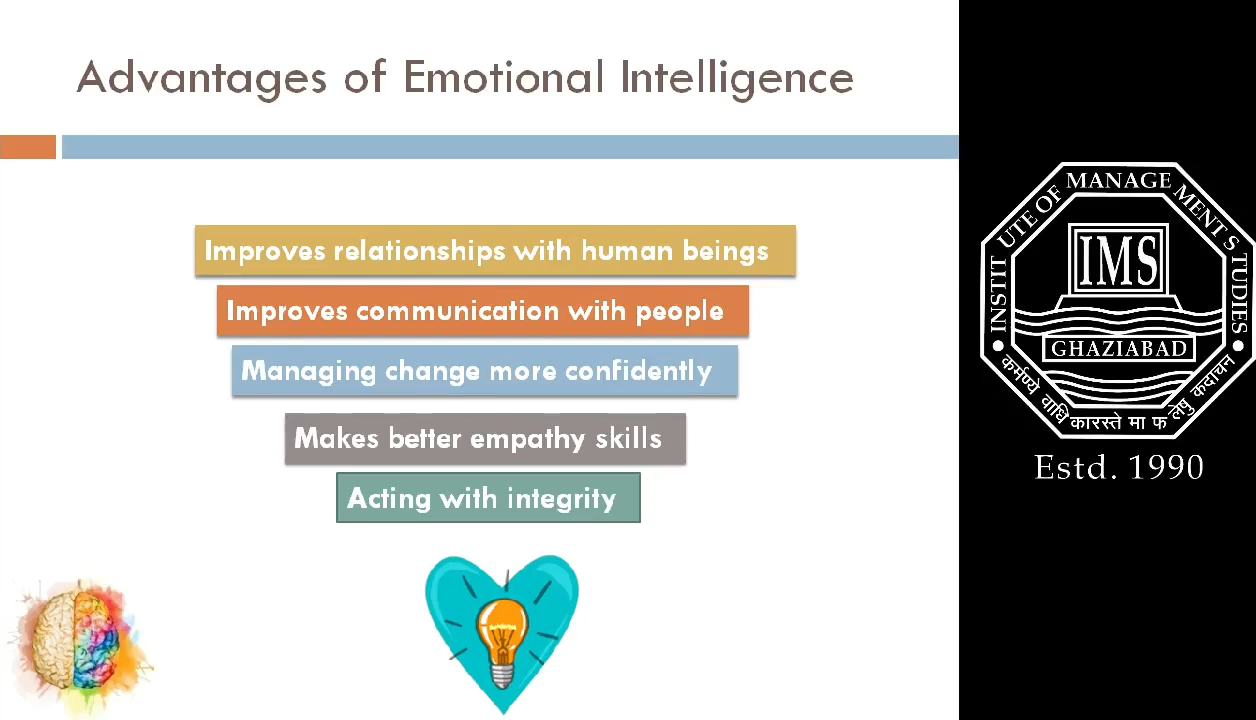 Advantages of Emotional Intelligence
Improves relationships with human beings
Improves communication with people
Managing change more confidently
Makes better empathy skills
Acting with integrity
INSTITUTE OF MANAGEMENT STUDIES
IMS
GHAZIABAD
कर्मण्ये वाधिकारस्ते मा फलेषु कदाचन
Estd. 1990